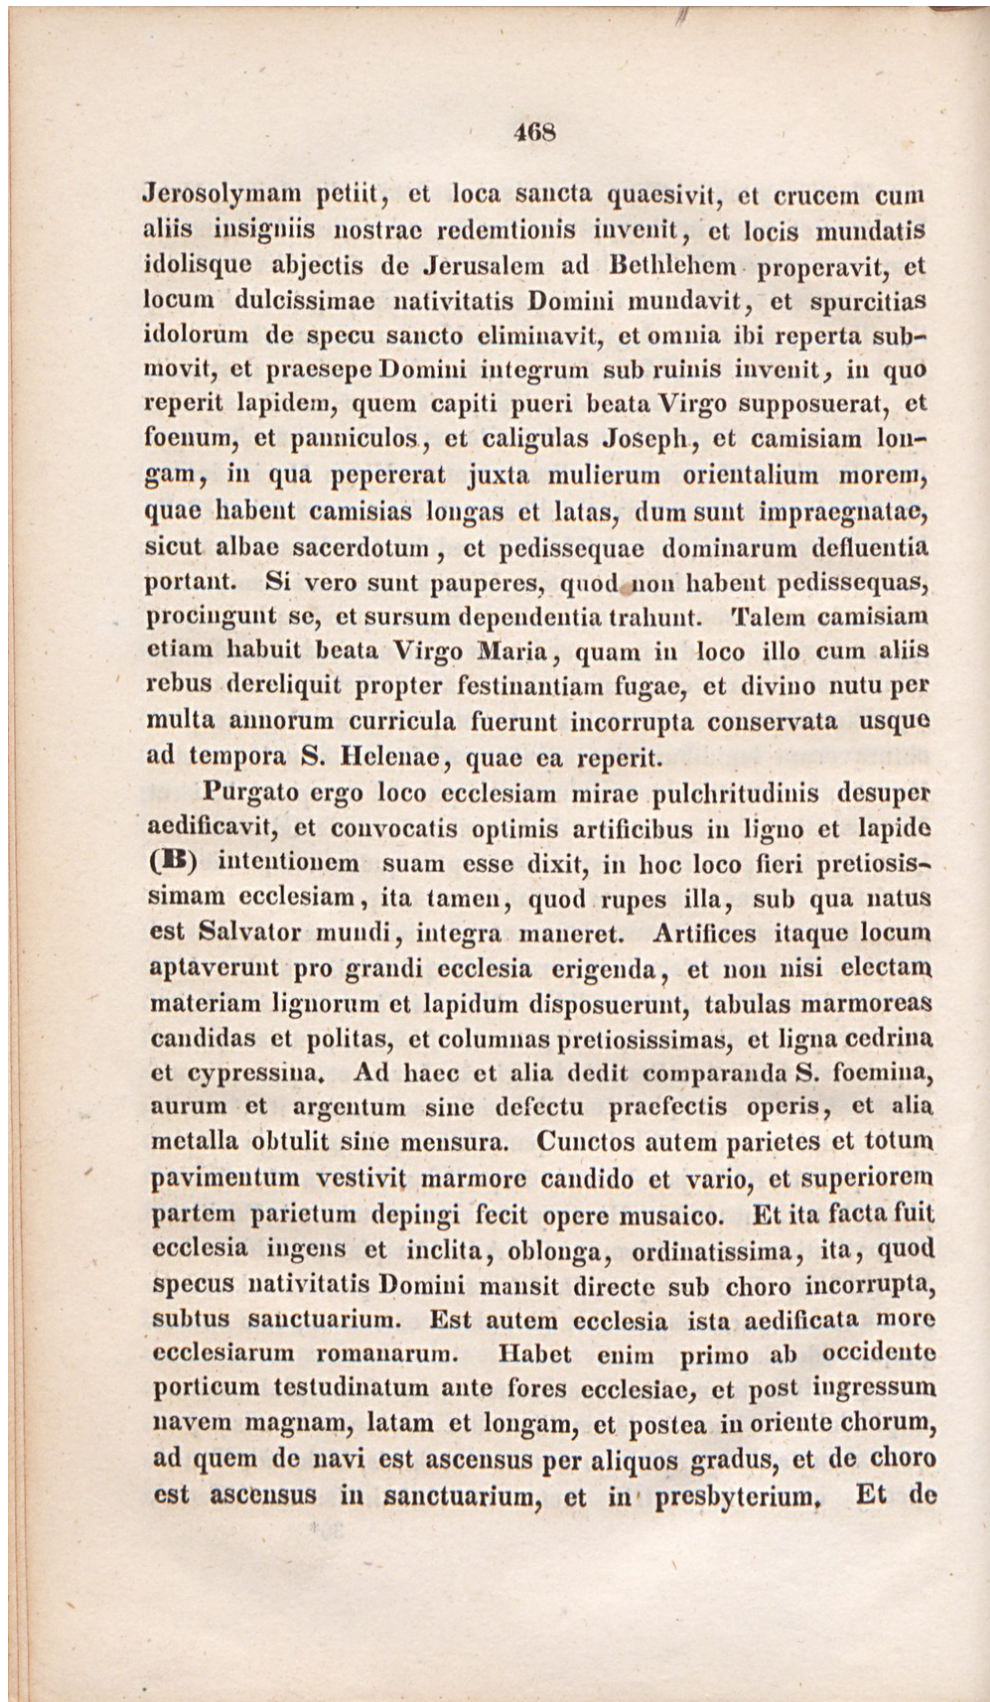 468
Jerosolymam petiit, et loca sancta quaesivit, et crucem cum
aliis insigniis nostrae redemtionis invenit, et locis mundatis
idolisque abjectis de Jerusalem ad Bethlehem properavit, et
locum dulcissimae nativitatis Domini mundavit, et spurcitias
idolorum de specu sancto eliminavit, et omnia ibi reperta sub-
movit, et praesepe Domini integrum sub ruinis invenit, in quo
reperit lapidem, quem capiti pueri beata Virgo supposuerat, et
foenum, et panniculos, et caligulas Joseph, et camisiam lon-
gam, in qua pepererat juxta mulierum orientalium morem,
quae habent camisias longas et latas, dum sunt impraegnatae,
sicut albae sacerdotum, et pedissequae dominarum defluentia
portant. Si vero sunt pauperes, quod non habent pedissequas,
procingunt se, et sursum dependentia trahunt. Talem camisiam
etiam habuit beata Virgo Maria, quam in loco illo cum aliis
rebus dereliquit propter festinantiam fugae, et divino nutu per
multa annorum curricula fuerunt incorrupta conservata usque
ad tempora S. Helenae, quae ea reperit.
Purgato ergo loco ecclesiam mirae pulchritudinis desuper
aedificavit, et convocatis optimis artificibus in ligno et lapide
(B) intentionem suam esse dixit, in hoc loco fieri pretiosis-
simam ecclesiam, ita tamen, quod rupes illa, sub qua natus
est Salvator mundi, integra maneret. Artifices itaque locum
aptaverunt pro grandi ecclesia erigenda, et non nisi electam
materiam lignorum et lapidum disposuerunt, tabulas marmoreas
candidas et politas, et columnas pretiosissimas, et ligna cedrina
et cypressina. Ad haec et alia dedit comparanda S. foemina,
aurum et argentum sine defectu praefectis operis, et alia
metalla obtulit sine mensura. Cunctos autem parietes et totum
pavimentum vestivit marmore candido et vario, et superiorem
partem parietum depingi fecit opere musaico. Et ita facta fuit
ecclesia ingens et inclita, oblonga, ordinatissima, ita, quod
specus nativitatis Domini mansit directe sub choro incorrupta,
subtus sanctuarium. Est autem ecclesia ista aedificata more
ecclesiarum romanarum. Habet enim primo ab occidente
porticum testudinatum ante fores ecclesiae, et post ingressum
navem magnam, latam et longam, et postea in oriente chorum,
ad quem de navi est ascensus per aliquos gradus, et de choro
est ascensus in sanctuarium, et in presbyterium. Et de